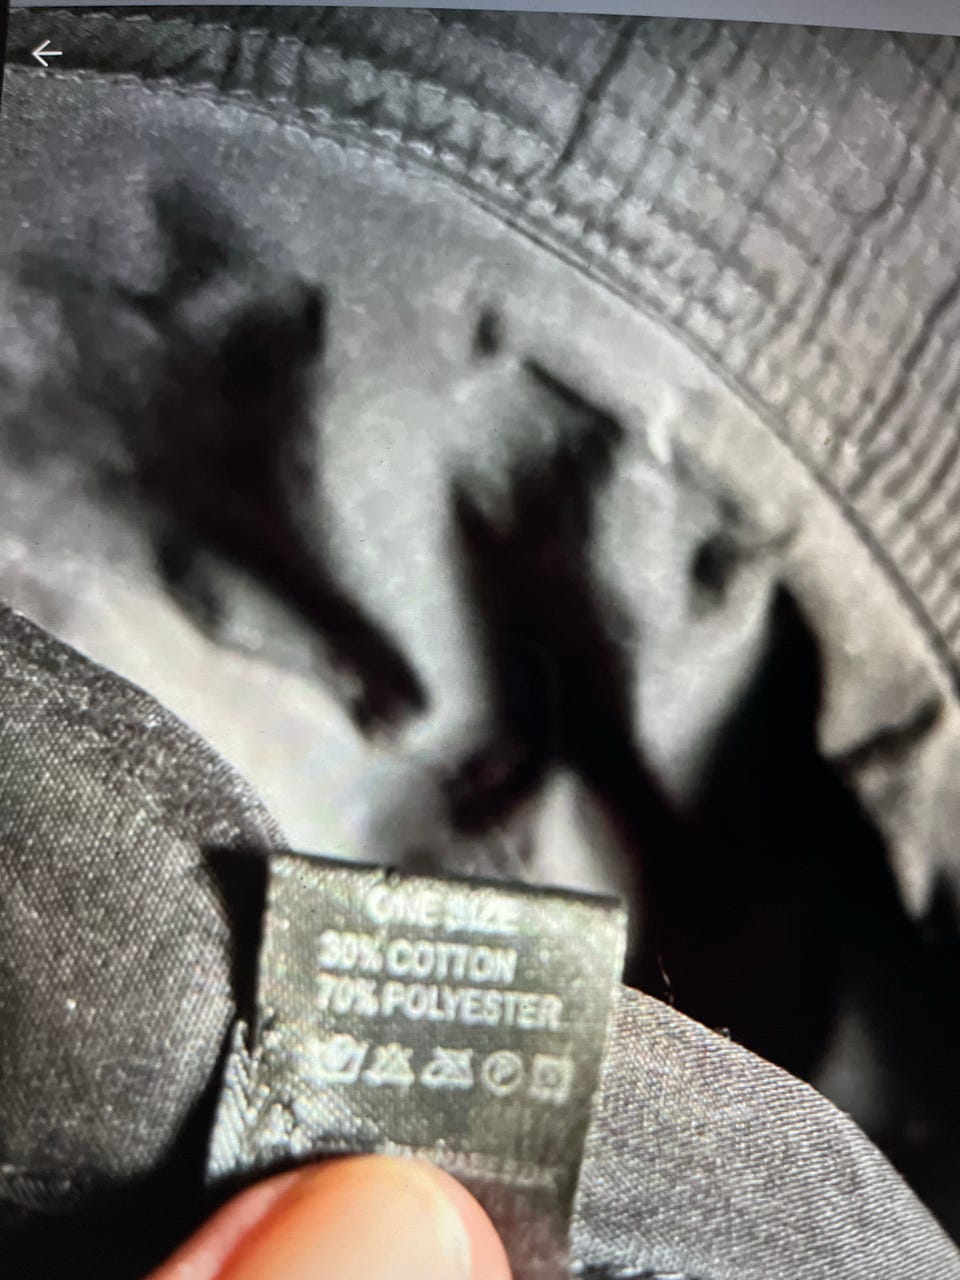 ONE SIZE
30% COTTON
70% POLYESTER